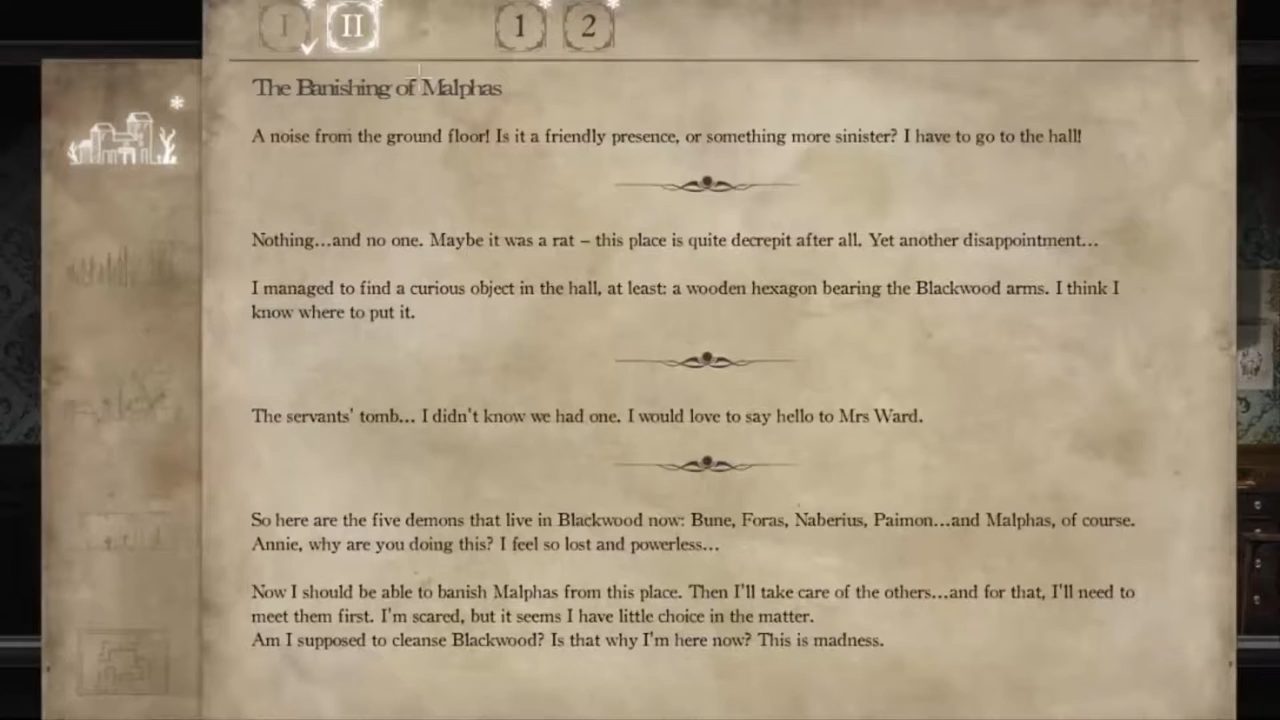 I II 1 2
The Banishing of Malphas
A noise from the ground floor! Is it a friendly presence, or something more sinister? I have to go to the hall!
Nothing...and no one. Maybe it was a rat – this place is quite decrepit after all. Yet another disappointment...
I managed to find a curious object in the hall, at least: a wooden hexagon bearing the Blackwood arms. I think I
know where to put it.
The servants' tomb... I didn't know we had one. I would love to say hello to Mrs Ward.
So here are the five demons that live in Blackwood now: Bune, Foras, Naberius, Paimon...and Malphas, of course.
Annie, why are you doing this? I feel so lost and powerless...
Now I should be able to banish Malphas from this place. Then I'll take care of the others...and for that, I'll need to
meet them first. I'm scared, but it seems I have little choice in the matter.
Am I supposed to cleanse Blackwood? Is that why I'm here now? This is madness.